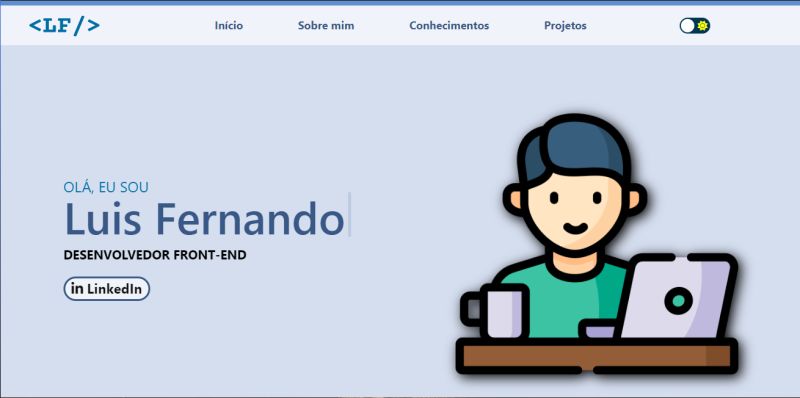 <LF/>
Início Sobre mim Conhecimentos Projetos
OLÁ, EU SOU
Luis Fernando
DESENVOLVEDOR FRONT-END
in LinkedIn